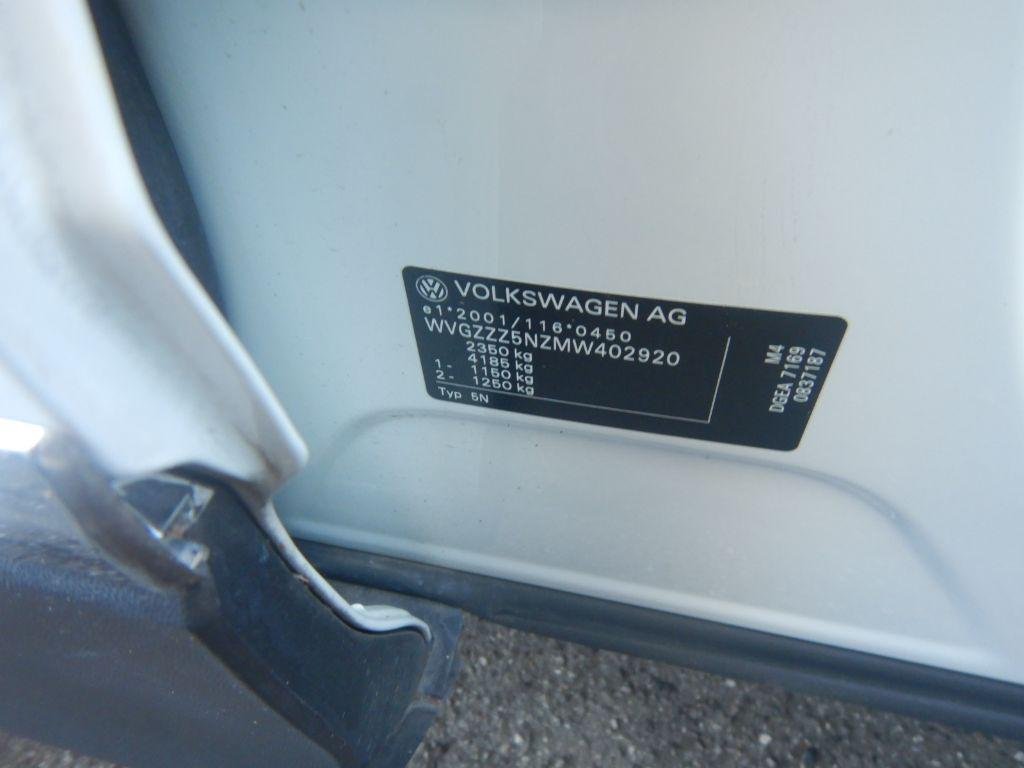 VOLKSWAGEN AG
e1*2001/116*0450
WVGZZZ5NZMW402920
2350 kg
4185 kg
1- 1150 kg
2- 1250 kg
Typ 5N
M4
DGEA 7169
0837187